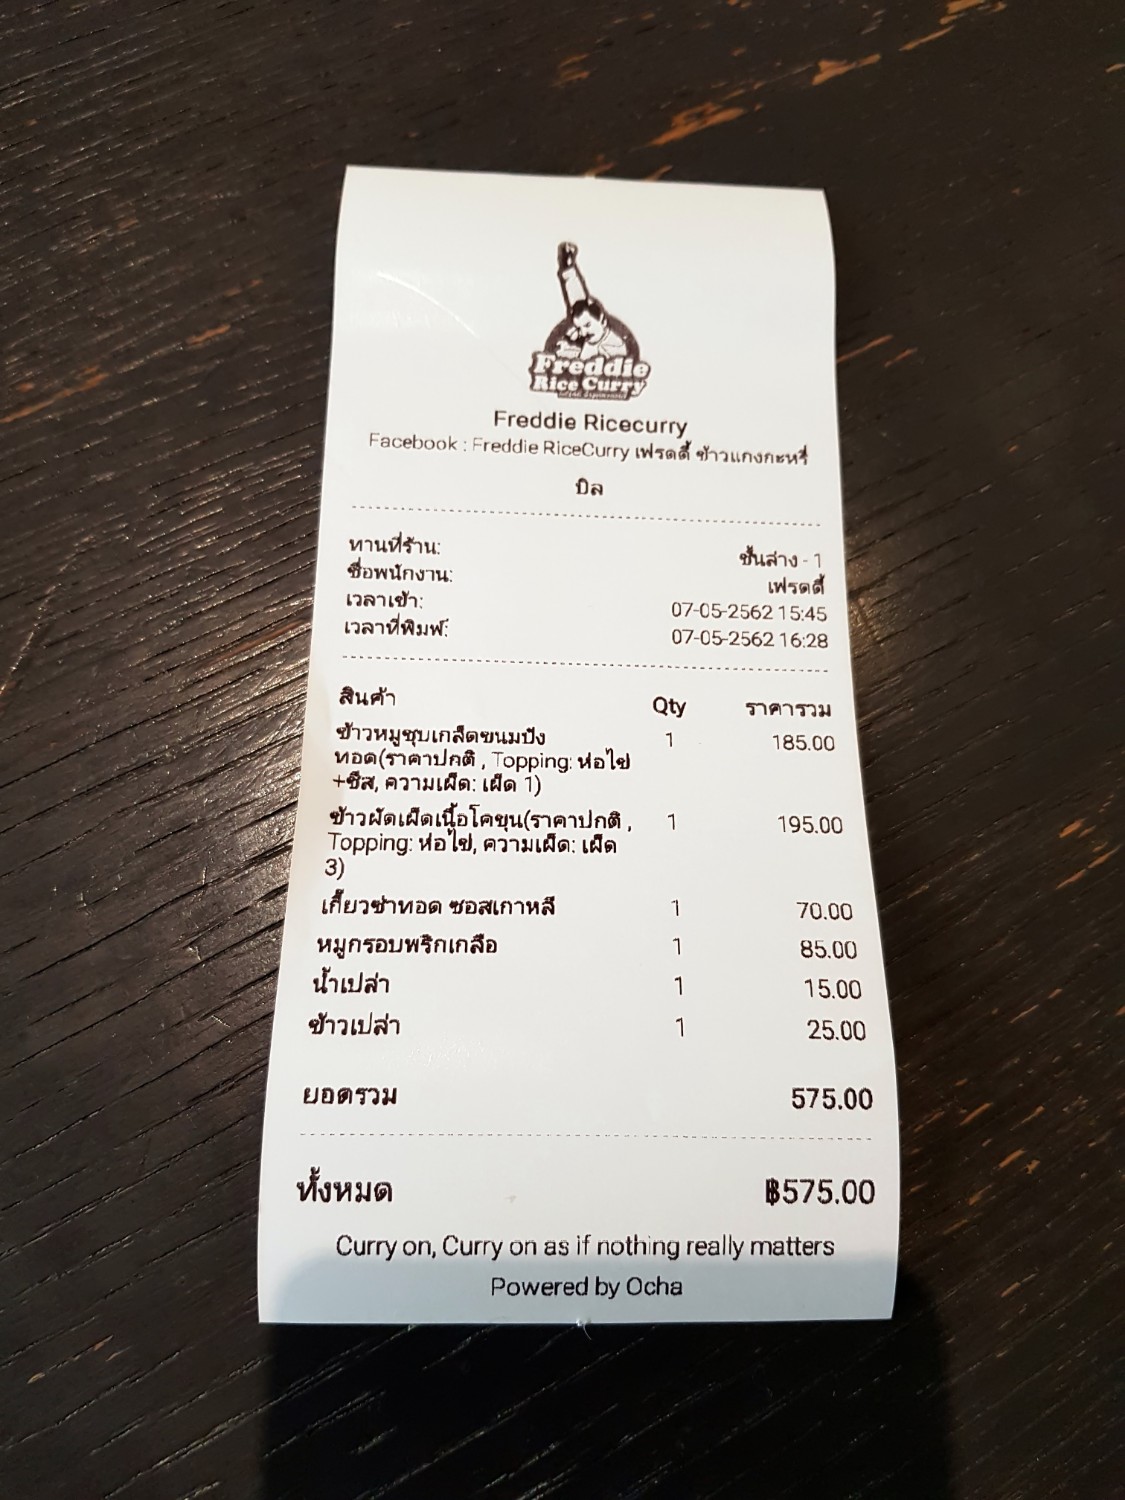 Freddie
Rice Curry
Freddie Ricecurry
Facebook : Freddie RiceCurry เฟรดดี้ ข้าวแกงกะหรี่
บิล
ทานที่ร้าน: ชั้นล่าง - 1
ชื่อพนักงาน: เฟรดดี้
เวลาเข้า: 07-05-2562 15:45
เวลาที่พิมพ์: 07-05-2562 16:28
สินค้า Qty ราคารวม
ข้าวหมูชุบเกล็ดขนมปัง 1 185.00
ทอด(ราคาปกติ , Topping: ห่อไข่
+ชีส, ความเผ็ด: เผ็ด 1)
ข้าวผัดเผ็ดเนื้อโคขุน(ราคาปกติ , 1 195.00
Topping: ห่อไข่, ความเผ็ด: เผ็ด
3)
เกี๊ยวซ่าทอด ซอสเกาหลี 1 70.00
หมูกรอบพริกเกลือ 1 85.00
น้ำเปล่า 1 15.00
ข้าวเปล่า 1 25.00
ยอดรวม 575.00
ทั้งหมด ฿575.00
Curry on, Curry on as if nothing really matters
Powered by Ocha